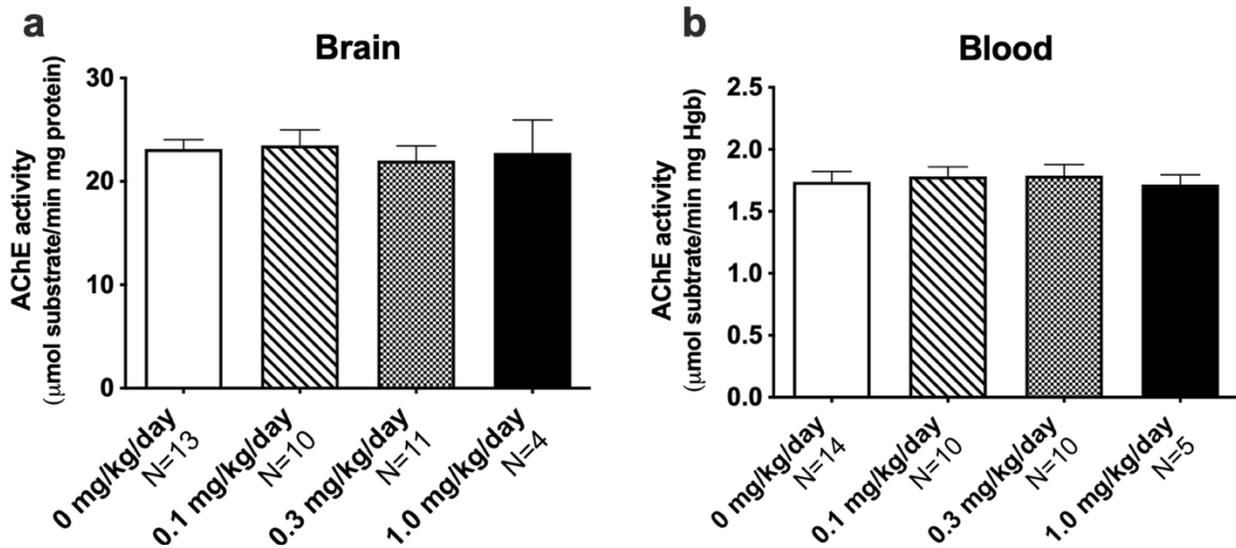 a
Brain
AChE activity
(μmol substrate/min mg protein)
30
20
10
0
0 mg/kg/day
N=13
0.1 mg/kg/day
N=10
0.3 mg/kg/day
N=11
1.0 mg/kg/day
N=4
b
Blood
AChE activity
(μmol subtrate/min mg Hgb)
2.5
2.0
1.5
1.0
0.5
0.0
0 mg/kg/day
N=14
0.1 mg/kg/day
N=10
0.3 mg/kg/day
N=10
1.0 mg/kg/day
N=5